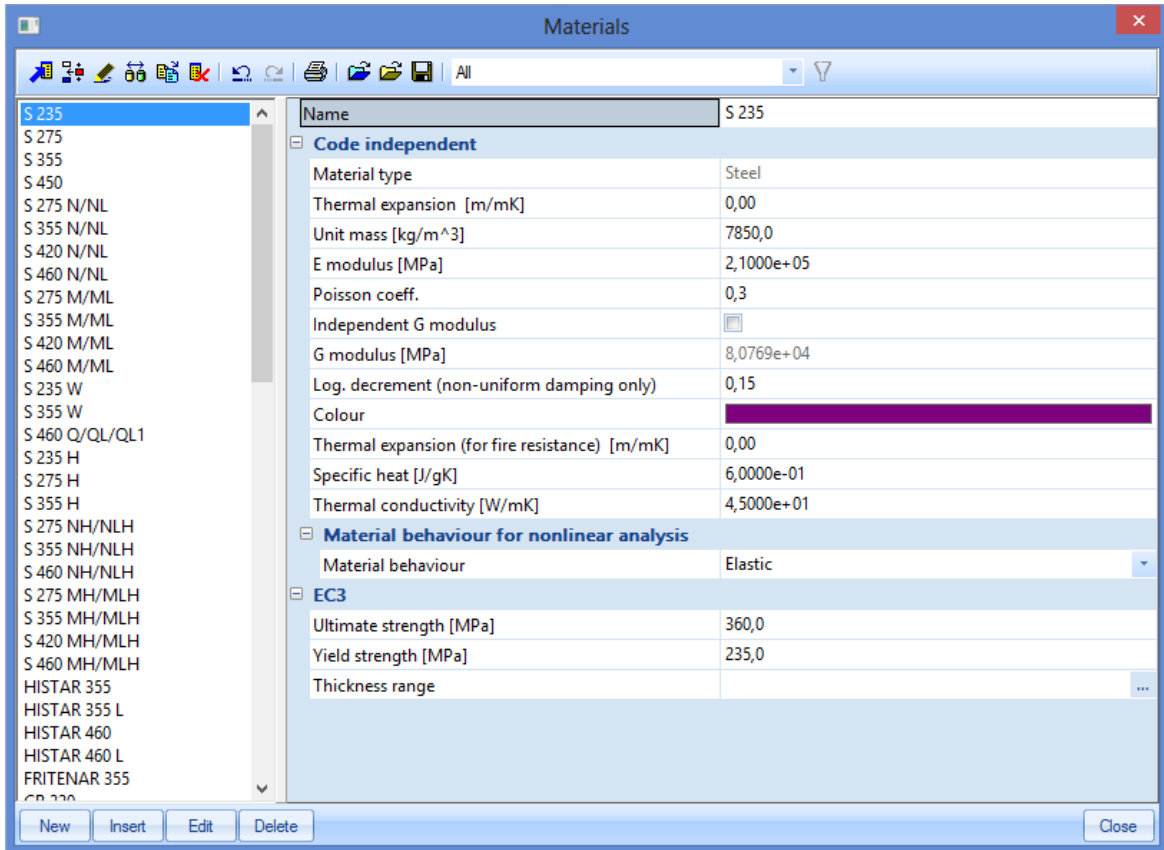 Materials
All
S 235
S 275
S 355
S 450
S 275 N/NL
S 355 N/NL
S 420 N/NL
S 460 N/NL
S 275 M/ML
S 355 M/ML
S 420 M/ML
S 460 M/ML
S 235 W
S 355 W
S 460 Q/QL/QL1
S 235 H
S 275 H
S 355 H
S 275 NH/NLH
S 355 NH/NLH
S 460 NH/NLH
S 275 MH/MLH
S 355 MH/MLH
S 420 MH/MLH
S 460 MH/MLH
HISTAR 355
HISTAR 355 L
HISTAR 460
HISTAR 460 L
FRITENAR 355
Name S 235
Code independent
Material type Steel
Thermal expansion [m/mK] 0,00
Unit mass [kg/m^3] 7850,0
E modulus [MPa] 2,1000e+05
Poisson coeff. 0,3
Independent G modulus
G modulus [MPa] 8,0769e+04
Log. decrement (non-uniform damping only) 0,15
Colour
Thermal expansion (for fire resistance) [m/mK] 0,00
Specific heat [J/gK] 6,0000e-01
Thermal conductivity [W/mK] 4,5000e+01
Material behaviour for nonlinear analysis
Material behaviour Elastic
EC3
Ultimate strength [MPa] 360,0
Yield strength [MPa] 235,0
Thickness range ...
New Insert Edit Delete Close